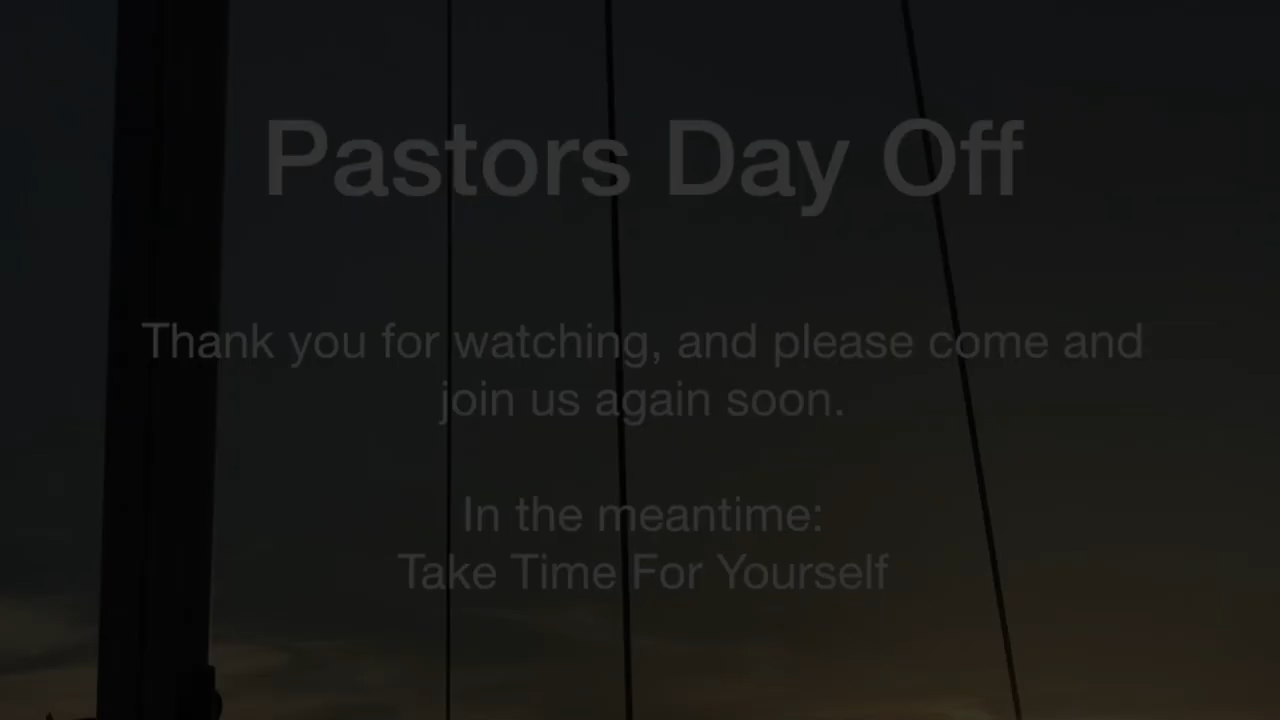 Pastors Day Off
Thank you for watching, and please come and
join us again soon.
In the meantime:
Take Time For Yourself